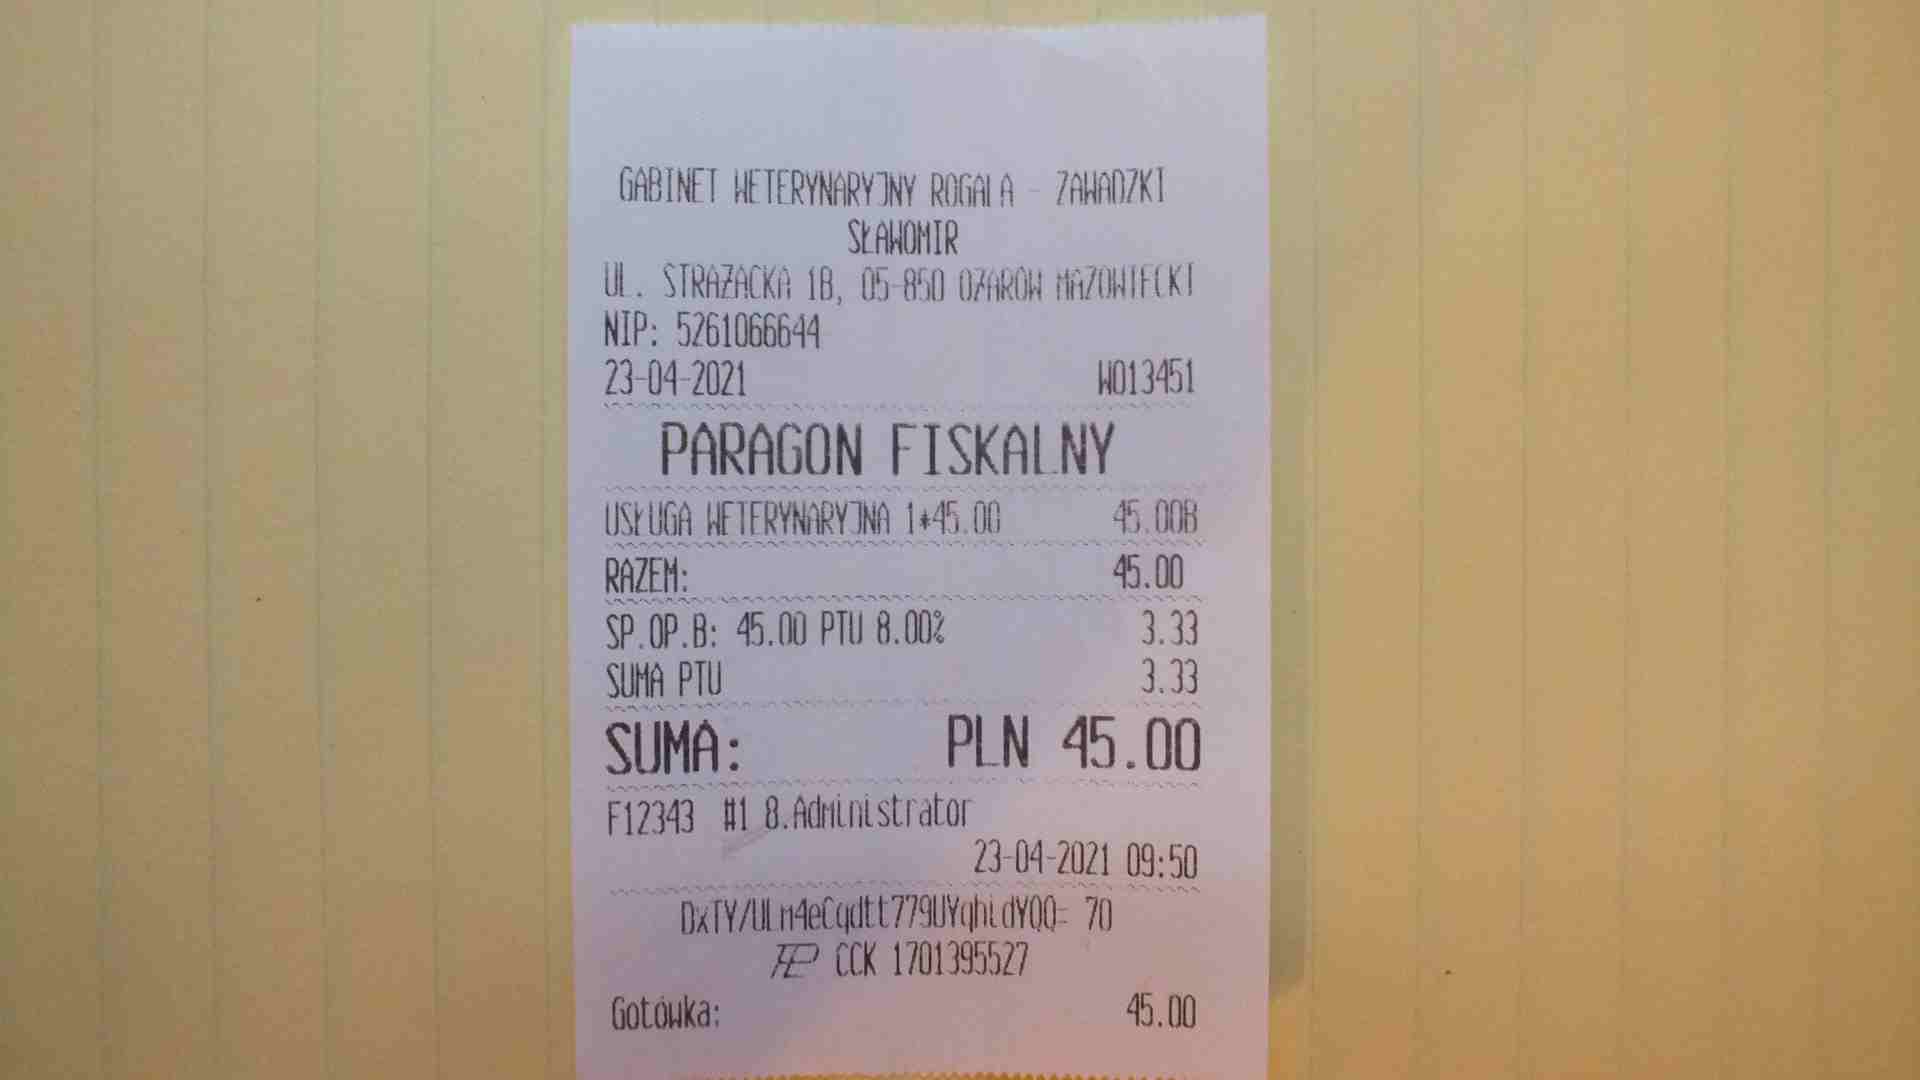 GABINET WETERYNARYJNY ROGALA - ZAWADZKI
SŁAWOMIR
UL. STRAŻACKA 1B, 05-850 OŻARÓW MAZOWIECKI
NIP: 5261066644
23-04-2021 W013451
PARAGON FISKALNY
USŁUGA WETERYNARYJNA 1*45.00 45.00B
RAZEM: 45.00
SP.OP.B: 45.00 PTU 8.00% 3.33
SUMA PTU 3.33
SUMA: PLN 45.00
F12343 #1 8.Administrator
23-04-2021 09:50
70
CCK 1701395527
Gotówka: 45.00